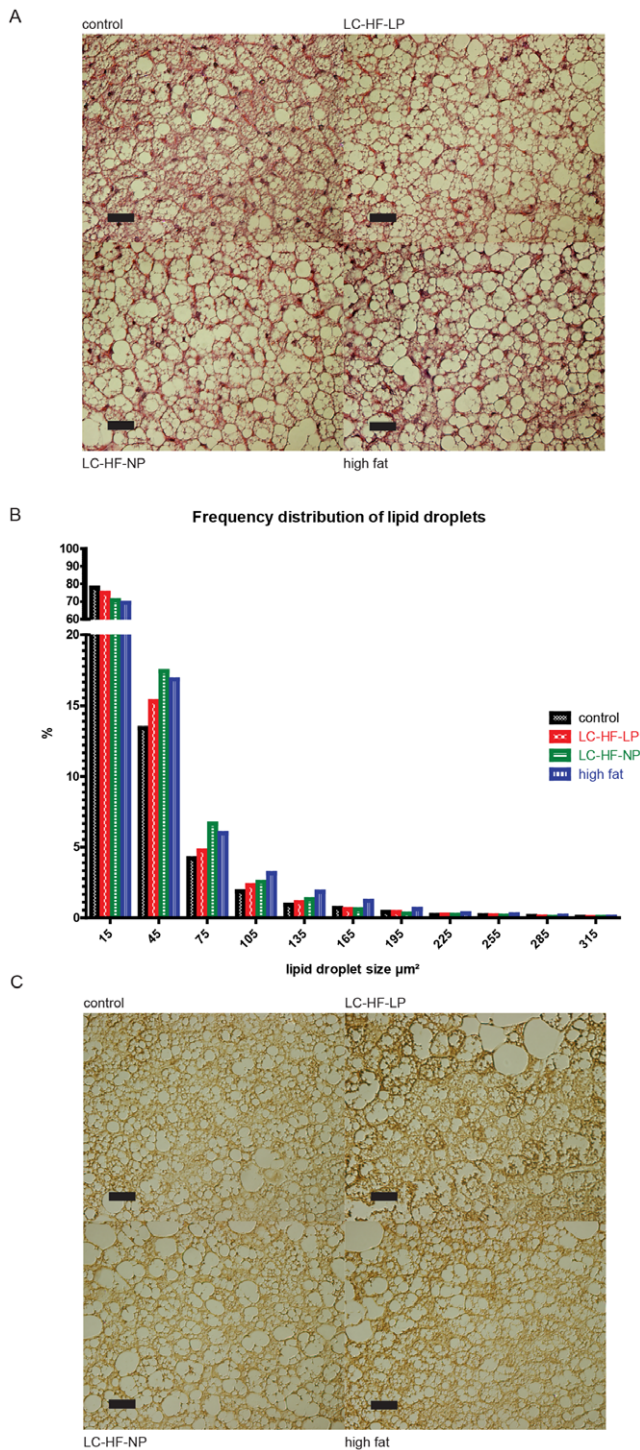 A
control LC-HF-LP
LC-HF-NP high fat
B
Frequency distribution of lipid droplets
100
90
80
70
60
20
15
10
5
0
%
15 45 75 105 135 165 195 225 255 285 315
lipid droplet size µm²
control
LC-HF-LP
LC-HF-NP
high fat
C
control LC-HF-LP
LC-HF-NP high fat